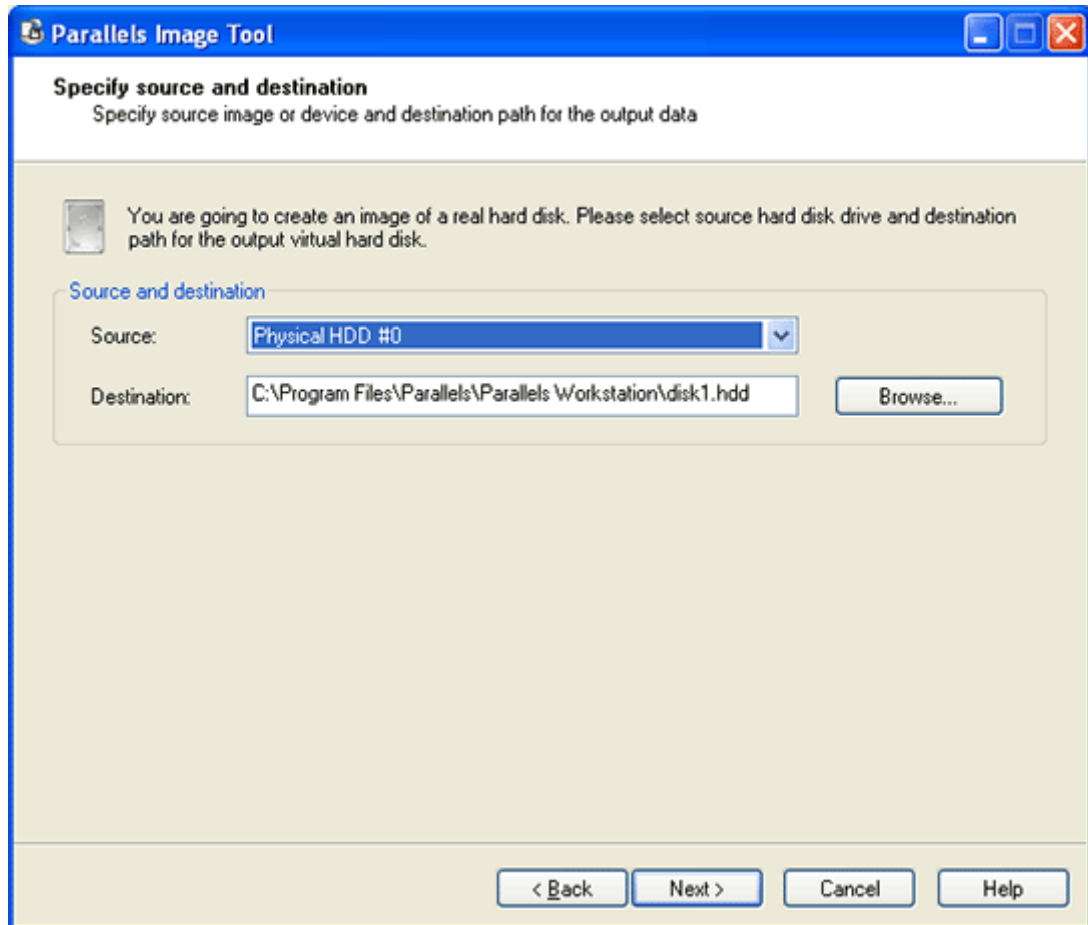 Parallels Image Tool
Specify source and destination
Specify source image or device and destination path for the output data
You are going to create an image of a real hard disk. Please select source hard disk drive and destination
path for the output virtual hard disk.
Source and destination
Source: Physical HDD #0
Destination: C:\Program Files\Parallels\Parallels Workstation\disk1.hdd Browse...
< Back Next > Cancel Help